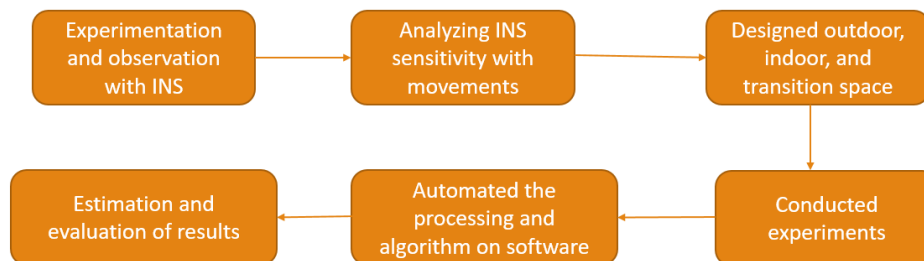 Experimentation
and observation
with INS
Analyzing INS
sensitivity with
movements
Designed outdoor,
indoor, and
transition space
Conducted
experiments
Automated the
processing and
algorithm on software
Estimation and
evaluation of results